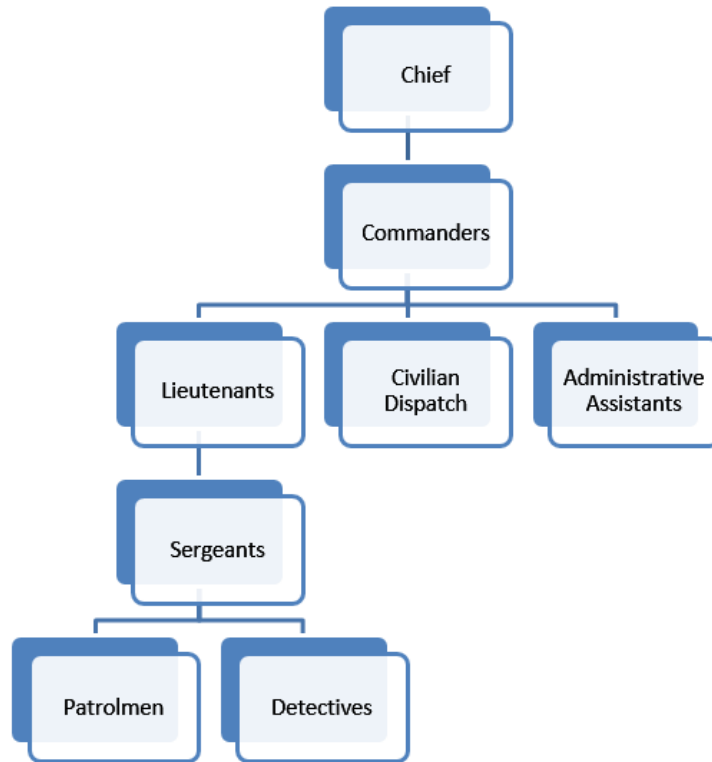 Chief
Commanders
Lieutenants
Civilian
Dispatch
Administrative
Assistants
Sergeants
Patrolmen
Detectives